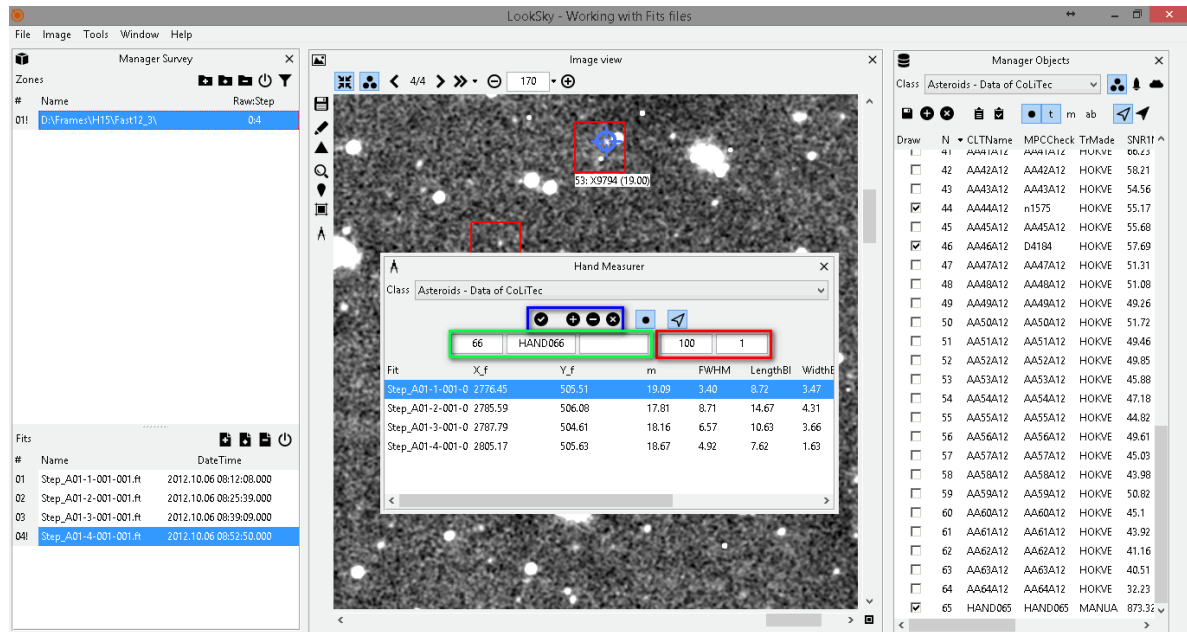 LookSky - Working with Fits files
File Image Tools Window Help
Manager Survey
Zones
# Name Raw:Step
01! D:\Frames\H15\Fast12_3\ 0:4
Fits
# Name DateTime
01 Step_A01-1-001-001.ft 2012.10.06 08:12:08.000
02 Step_A01-2-001-001.ft 2012.10.06 08:25:39.000
03 Step_A01-3-001-001.ft 2012.10.06 08:39:09.000
04! Step_A01-4-001-001.ft 2012.10.06 08:52:50.000
Image view
4/4 170
53: X9794 (19.00)
Hand Measurer
Class Asteroids - Data of CoLiTec
66 HAND066 100 1
Fit X_f Y_f m FWHM LengthBl WidthB
Step_A01-1-001-0 2776.45 505.51 19.09 3.40 8.72 3.47
Step_A01-2-001-0 2785.59 506.08 17.81 8.71 14.67 4.31
Step_A01-3-001-0 2787.79 504.61 18.16 6.57 10.63 3.66
Step_A01-4-001-0 2805.17 505.63 18.67 4.92 7.62 1.63
Manager Objects
Class Asteroids - Data of CoLiTec
t m ab
Draw N CLTName MPCCheck TrMade SNR1
41 AA41A12 AA41A12 HOKVE 66.23
42 AA42A12 AA42A12 HOKVE 58.21
43 AA43A12 AA43A12 HOKVE 54.56
44 AA44A12 n1575 HOKVE 55.17
45 AA45A12 AA45A12 HOKVE 55.68
46 AA46A12 D4184 HOKVE 57.69
47 AA47A12 AA47A12 HOKVE 51.31
48 AA48A12 AA48A12 HOKVE 51.08
49 AA49A12 AA49A12 HOKVE 49.26
50 AA50A12 AA50A12 HOKVE 51.72
51 AA51A12 AA51A12 HOKVE 49.46
52 AA52A12 AA52A12 HOKVE 49.85
53 AA53A12 AA53A12 HOKVE 45.88
54 AA54A12 AA54A12 HOKVE 47.18
55 AA55A12 AA55A12 HOKVE 44.82
56 AA56A12 AA56A12 HOKVE 49.61
57 AA57A12 AA57A12 HOKVE 45.03
58 AA58A12 AA58A12 HOKVE 43.98
59 AA59A12 AA59A12 HOKVE 50.82
60 AA60A12 AA60A12 HOKVE 45.1
61 AA61A12 AA61A12 HOKVE 43.92
62 AA62A12 AA62A12 HOKVE 41.16
63 AA63A12 AA63A12 HOKVE 40.51
64 AA64A12 AA64A12 HOKVE 32.23
65 HAND065 HAND065 MANUA 873.32